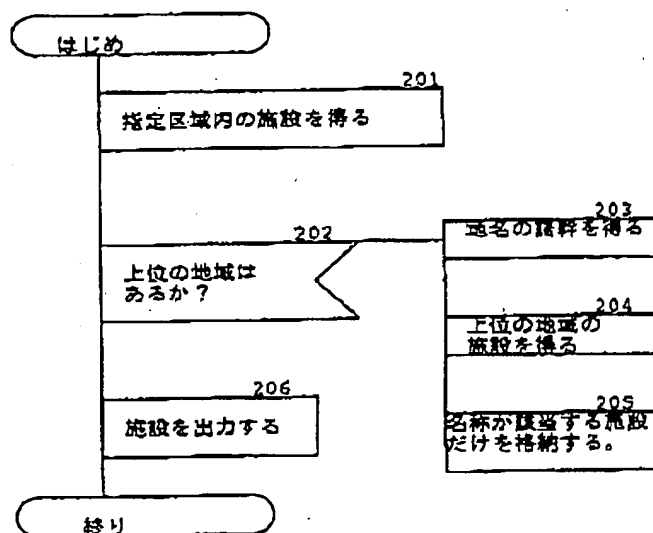 はじめ
201
指定区域内の施設を得る
202
上位の地域は
あるか？
203
地名の語幹を得る
204
上位の地域の
施設を得る
205
名称が該当する施設
だけを格納する。
206
施設を出力する
終り